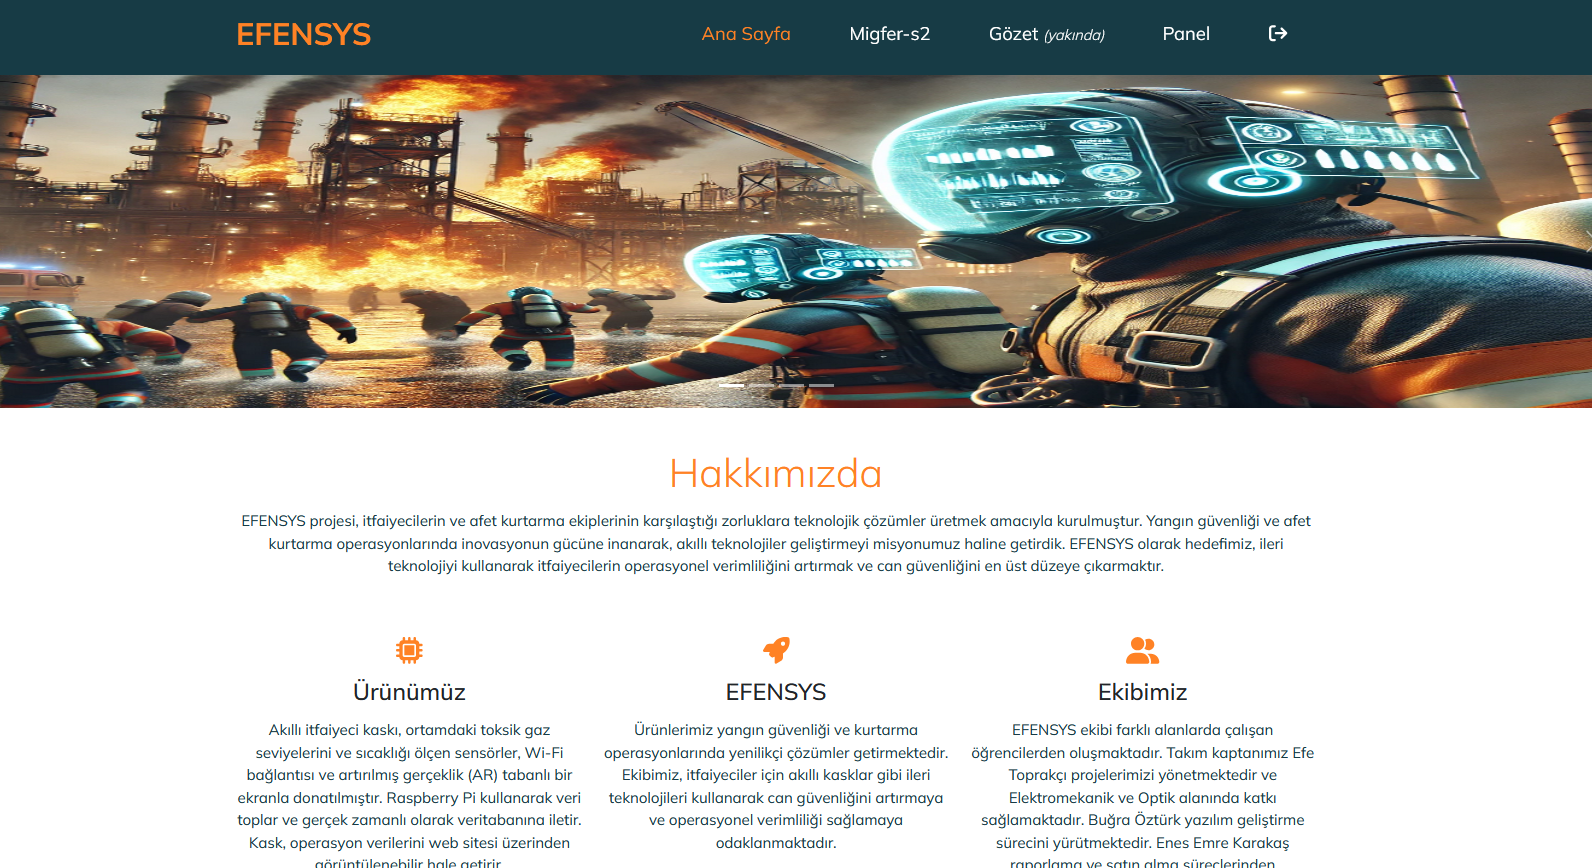 EFENSYS
Ana Sayfa Migfer-s2 Gözet (yakında) Panel
Hakkımızda
EFENSYS projesi, itfaiyecilerin ve afet kurtarma ekiplerinin karşılaştığı zorluklara teknolojik çözümler üretmek amacıyla kurulmuştur. Yangın güvenliği ve afet
kurtarma operasyonlarında inovasyonun gücüne inanarak, akıllı teknolojiler geliştirmeyi misyonumuz haline getirdik. EFENSYS olarak hedefimiz, ileri
teknolojiyi kullanarak itfaiyecilerin operasyonel verimliliğini artırmak ve can güvenliğini en üst düzeye çıkarmaktır.
Ürünümüz
Akıllı itfaiyeci kaskı, ortamdaki toksik gaz
seviyelerini ve sıcaklığı ölçen sensörler, Wi-Fi
bağlantısı ve artırılmış gerçeklik (AR) tabanlı bir
ekranla donatılmıştır. Raspberry Pi kullanarak veri
toplar ve gerçek zamanlı olarak veritabanına iletir.
Kask, operasyon verilerini web sitesi üzerinden
görüntülenebilir hale getirir.
EFENSYS
Ürünlerimiz yangın güvenliği ve kurtarma
operasyonlarında yenilikçi çözümler getirmektedir.
Ekibimiz, itfaiyeciler için akıllı kasklar gibi ileri
teknolojileri kullanarak can güvenliğini artırmaya
ve operasyonel verimliliği sağlamaya
odaklanmaktadır.
Ekibimiz
EFENSYS ekibi farklı alanlarda çalışan
öğrencilerden oluşmaktadır. Takım kaptanımız Efe
Toprakçı projelerimizi yönetmektedir ve
Elektromekanik ve Optik alanında katkı
sağlamaktadır. Buğra Öztürk yazılım geliştirme
sürecini yürütmektedir. Enes Emre Karakaş
raporlama ve satın alma süreçlerinden